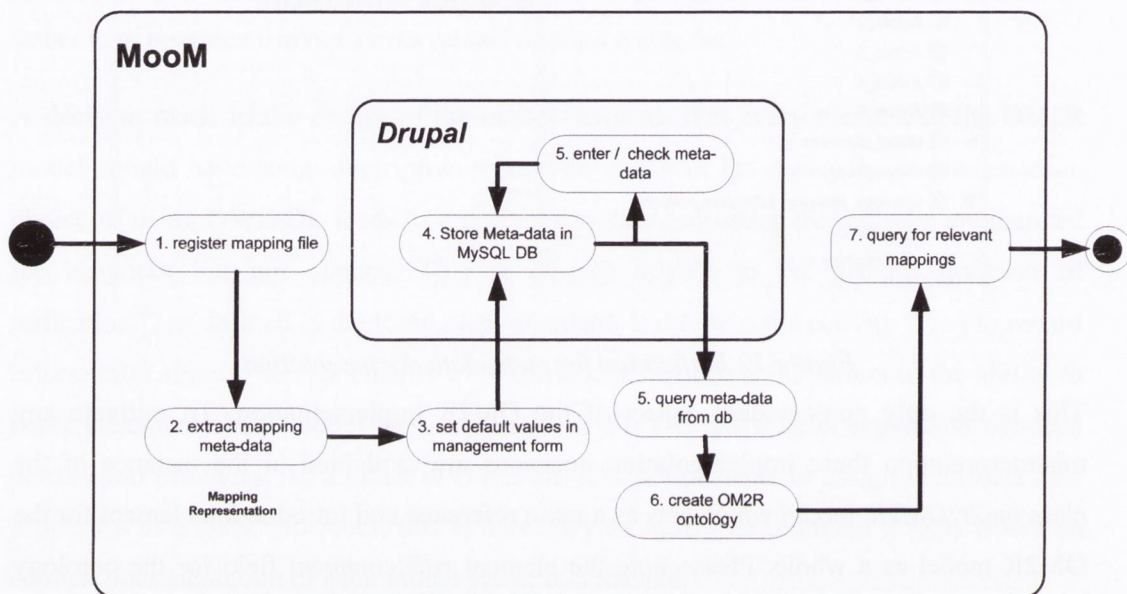 MooM
Drupal
5. enter / check meta-
data
1. register mapping file
4. Store Meta-data in
MySQL DB
7. query for relevant
mappings
5. query meta-data
from db
2. extract mapping
meta-data
3. set default values in
management form
6. create OM2R
ontology
Mapping
Representation